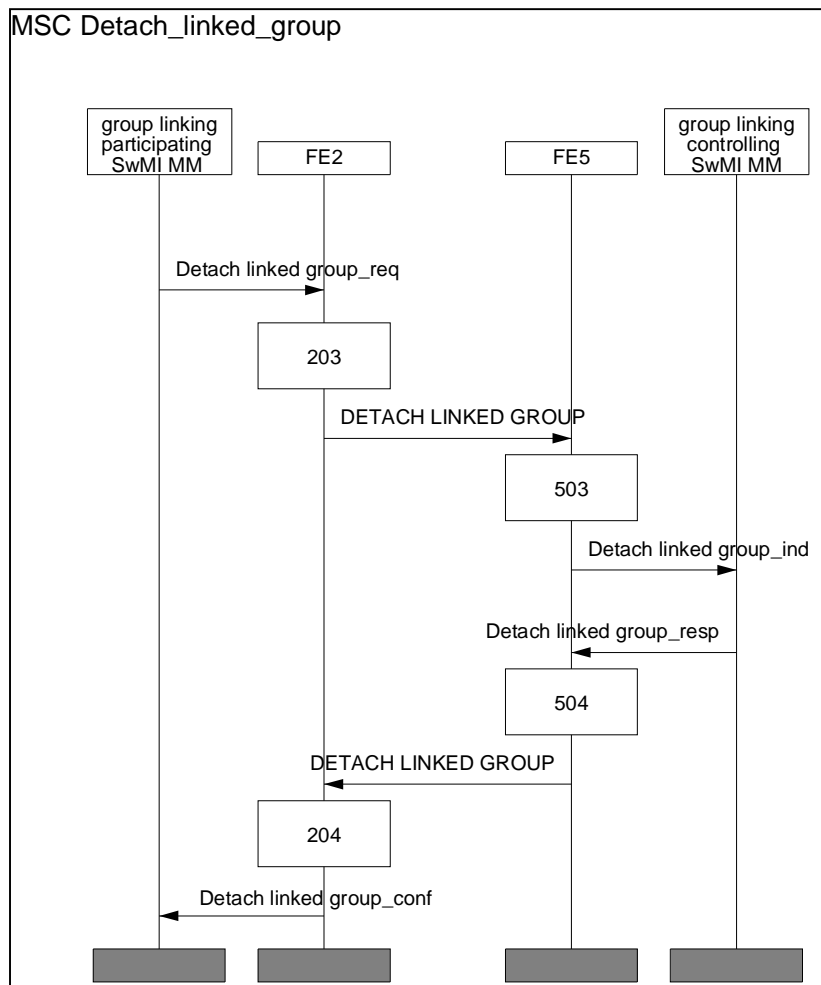 MSC Detach_linked_group
group linking
participating
SwMI MM
FE2
FE5
group linking
controlling
SwMI MM
Detach linked group_req
203
DETACH LINKED GROUP
503
Detach linked group_ind
Detach linked group_resp
504
DETACH LINKED GROUP
204
Detach linked group_conf